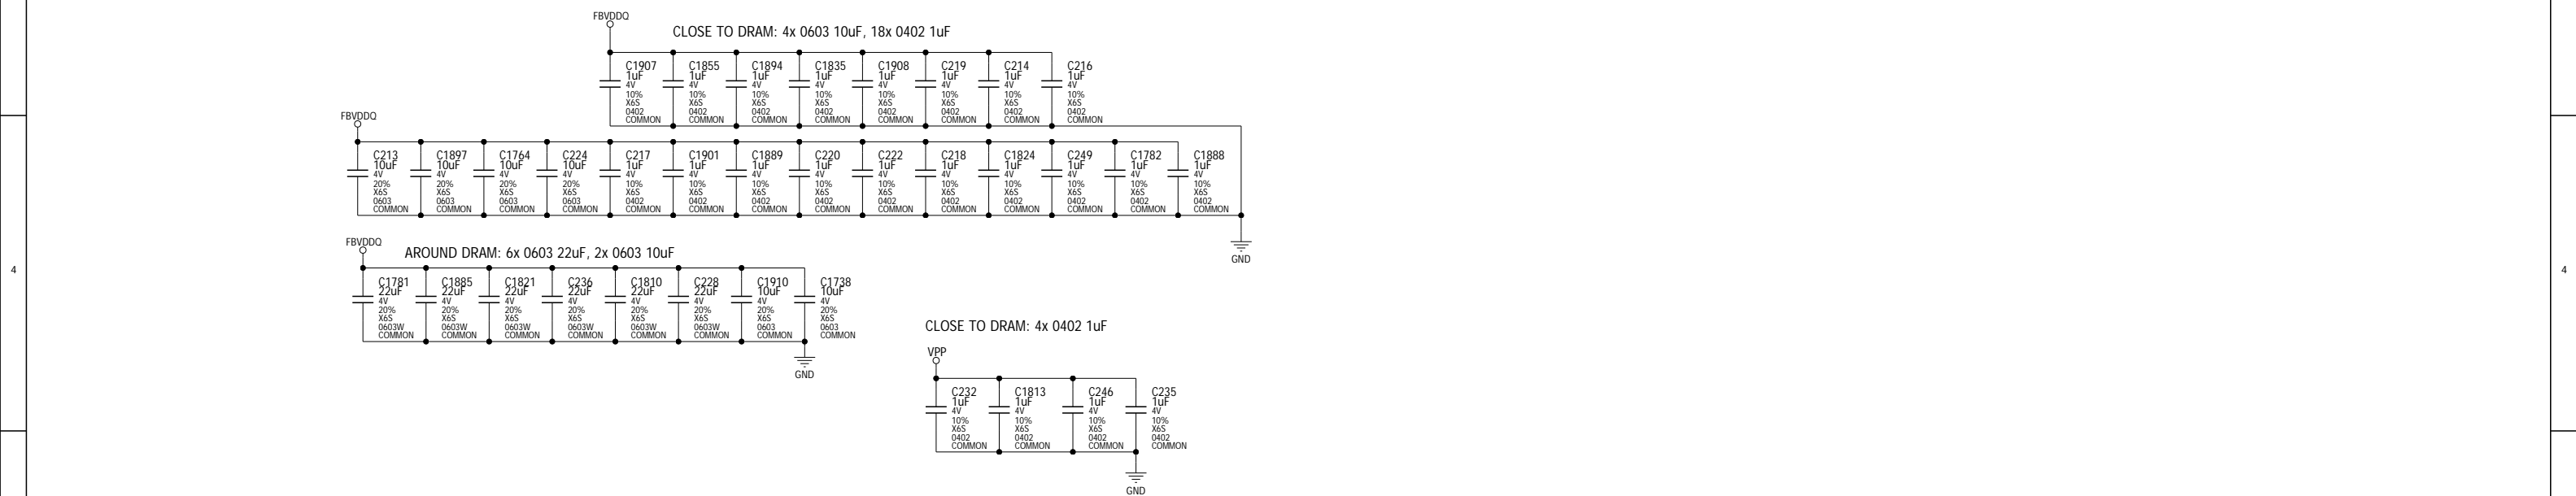 FBVDDQ
CLOSE TO DRAM: 4x 0603 10uF, 18x 0402 1uF
C1907 C1855 C1894 C1835 C1908 C219 C214 C216
1uF 1uF 1uF 1uF 1uF 1uF 1uF 1uF
4V 4V 4V 4V 4V 4V 4V 4V
10% 10% 10% 10% 10% 10% 10% 10%
X6S X6S X6S X6S X6S X6S X6S X6S
0402 0402 0402 0402 0402 0402 0402 0402
COMMON COMMON COMMON COMMON COMMON COMMON COMMON COMMON
FBVDDQ
C213 C1897 C1764 C224 C217 C1901 C1889 C220 C222 C218 C1824 C249 C1782 C1888
10uF 10uF 10uF 10uF 1uF 1uF 1uF 1uF 1uF 1uF 1uF 1uF 1uF 1uF
4V 4V 4V 4V 4V 4V 4V 4V 4V 4V 4V 4V 4V 4V
20% 20% 20% 20% 10% 10% 10% 10% 10% 10% 10% 10% 10% 10%
X6S X6S X6S X6S X6S X6S X6S X6S X6S X6S X6S X6S X6S X6S
0603 0603 0603 0603 0402 0402 0402 0402 0402 0402 0402 0402 0402 0402
COMMON COMMON COMMON COMMON COMMON COMMON COMMON COMMON COMMON COMMON COMMON COMMON COMMON COMMON
GND
FBVDDQ
AROUND DRAM: 6x 0603 22uF, 2x 0603 10uF
4 4
C1781 C1885 C1821 C236 C1810 C228 C1910 C1738
22uF 22uF 22uF 22uF 22uF 22uF 10uF 10uF
4V 4V 4V 4V 4V 4V 4V 4V
20% 20% 20% 20% 20% 20% 20% 20%
X6S X6S X6S X6S X6S X6S X6S X6S
0603W 0603W 0603W 0603W 0603W 0603W 0603 0603
COMMON COMMON COMMON COMMON COMMON COMMON COMMON COMMON
GND
CLOSE TO DRAM: 4x 0402 1uF
VPP
C232 C1813 C246 C235
1uF 1uF 1uF 1uF
4V 4V 4V 4V
10% 10% 10% 10%
X6S X6S X6S X6S
0402 0402 0402 0402
COMMON COMMON COMMON COMMON
GND